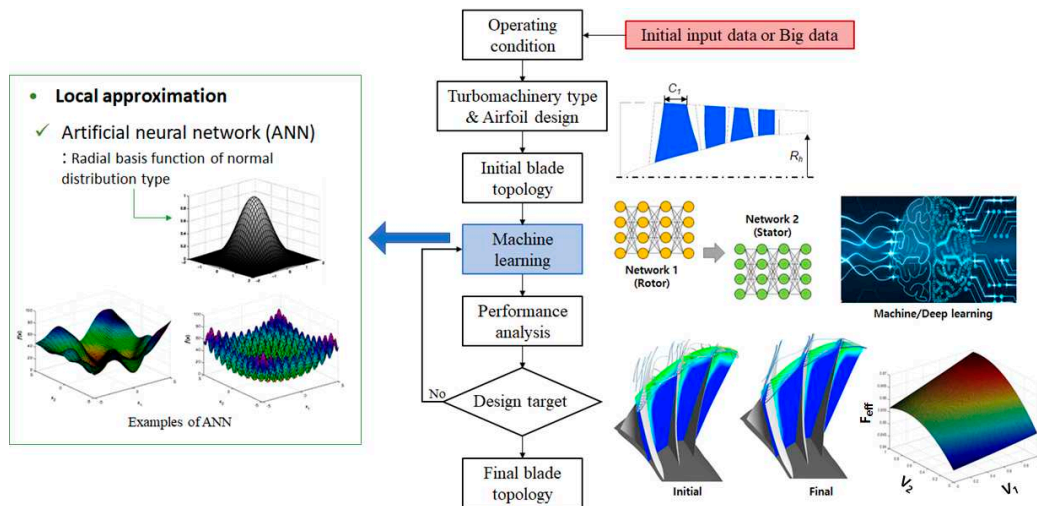 Operating
condition
Initial input data or Big data
• Local approximation
✓ Artificial neural network (ANN)
: Radial basis function of normal
distribution type
Examples of ANN
Turbomachinery type
& Airfoil design
C1
Rh
Initial blade
topology
Machine
learning
Network 1
(Rotor)
Network 2
(Stator)
Machine/Deep learning
Performance
analysis
No
Design target
Final blade
topology
Initial
Final
Feff
V2
V1